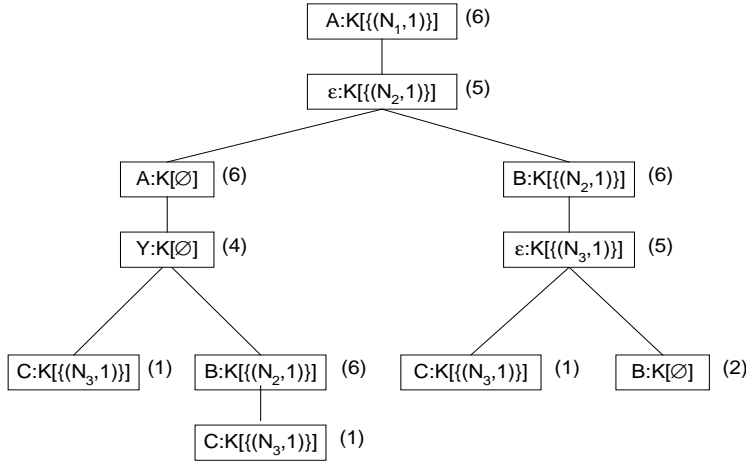 A:K[{(N₁,1)}] (6)
ε:K[{(N₂,1)}] (5)
A:K[∅] (6) B:K[{(N₂,1)}] (6)
Y:K[∅] (4) ε:K[{(N₃,1)}] (5)
C:K[{(N₃,1)}] (1) B:K[{(N₂,1)}] (6) C:K[{(N₃,1)}] (1) B:K[∅] (2)
C:K[{(N₃,1)}] (1)